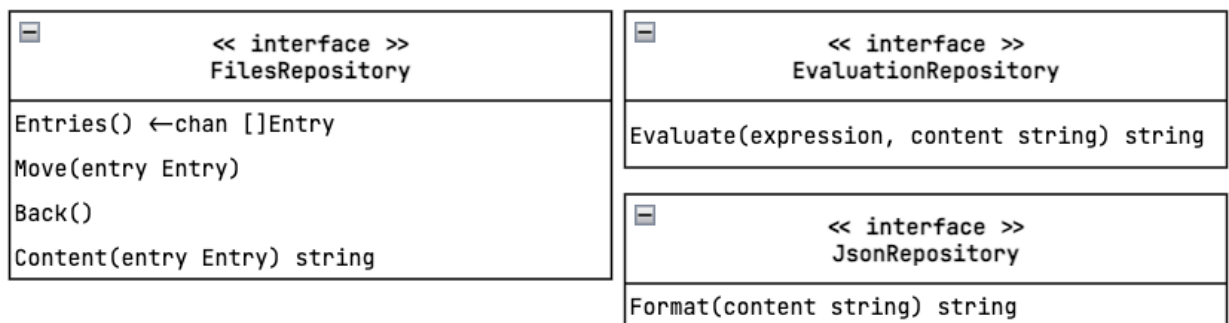 << interface >>
FilesRepository
Entries() ←chan []Entry
Move(entry Entry)
Back()
Content(entry Entry) string
<< interface >>
EvaluationRepository
Evaluate(expression, content string) string
<< interface >>
JsonRepository
Format(content string) string